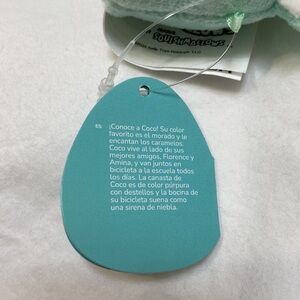 SQUISHMALLOWS
ES
¡Conoce a Coco! Su color
favorito es el morado y le
encantan los caramelos.
Coco vive al lado de sus
mejores amigos, Florence y
Amina, y van juntos en
bicicleta a la escuela todos
los días. La canasta de
Coco es de color púrpura
con destellos y la bocina de
su bicicleta suena como
una sirena de niebla.